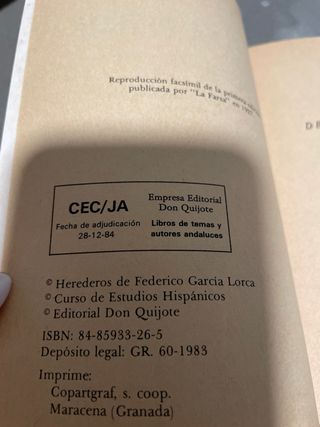 Reproducción facsímil de la primera
publicada por "La Farsa" en
CEC/JA
Fecha de adjudicación
28-12-84
Empresa Editorial
Don Quijote
Libros de temas y
autores andaluces
© Herederos de Federico García Lorca
© Curso de Estudios Hispánicos
© Editorial Don Quijote
ISBN: 84-85933-26-5
Depósito legal: GR. 60-1983
Imprime:
Copartgraf, s. coop.
Maracena (Granada)